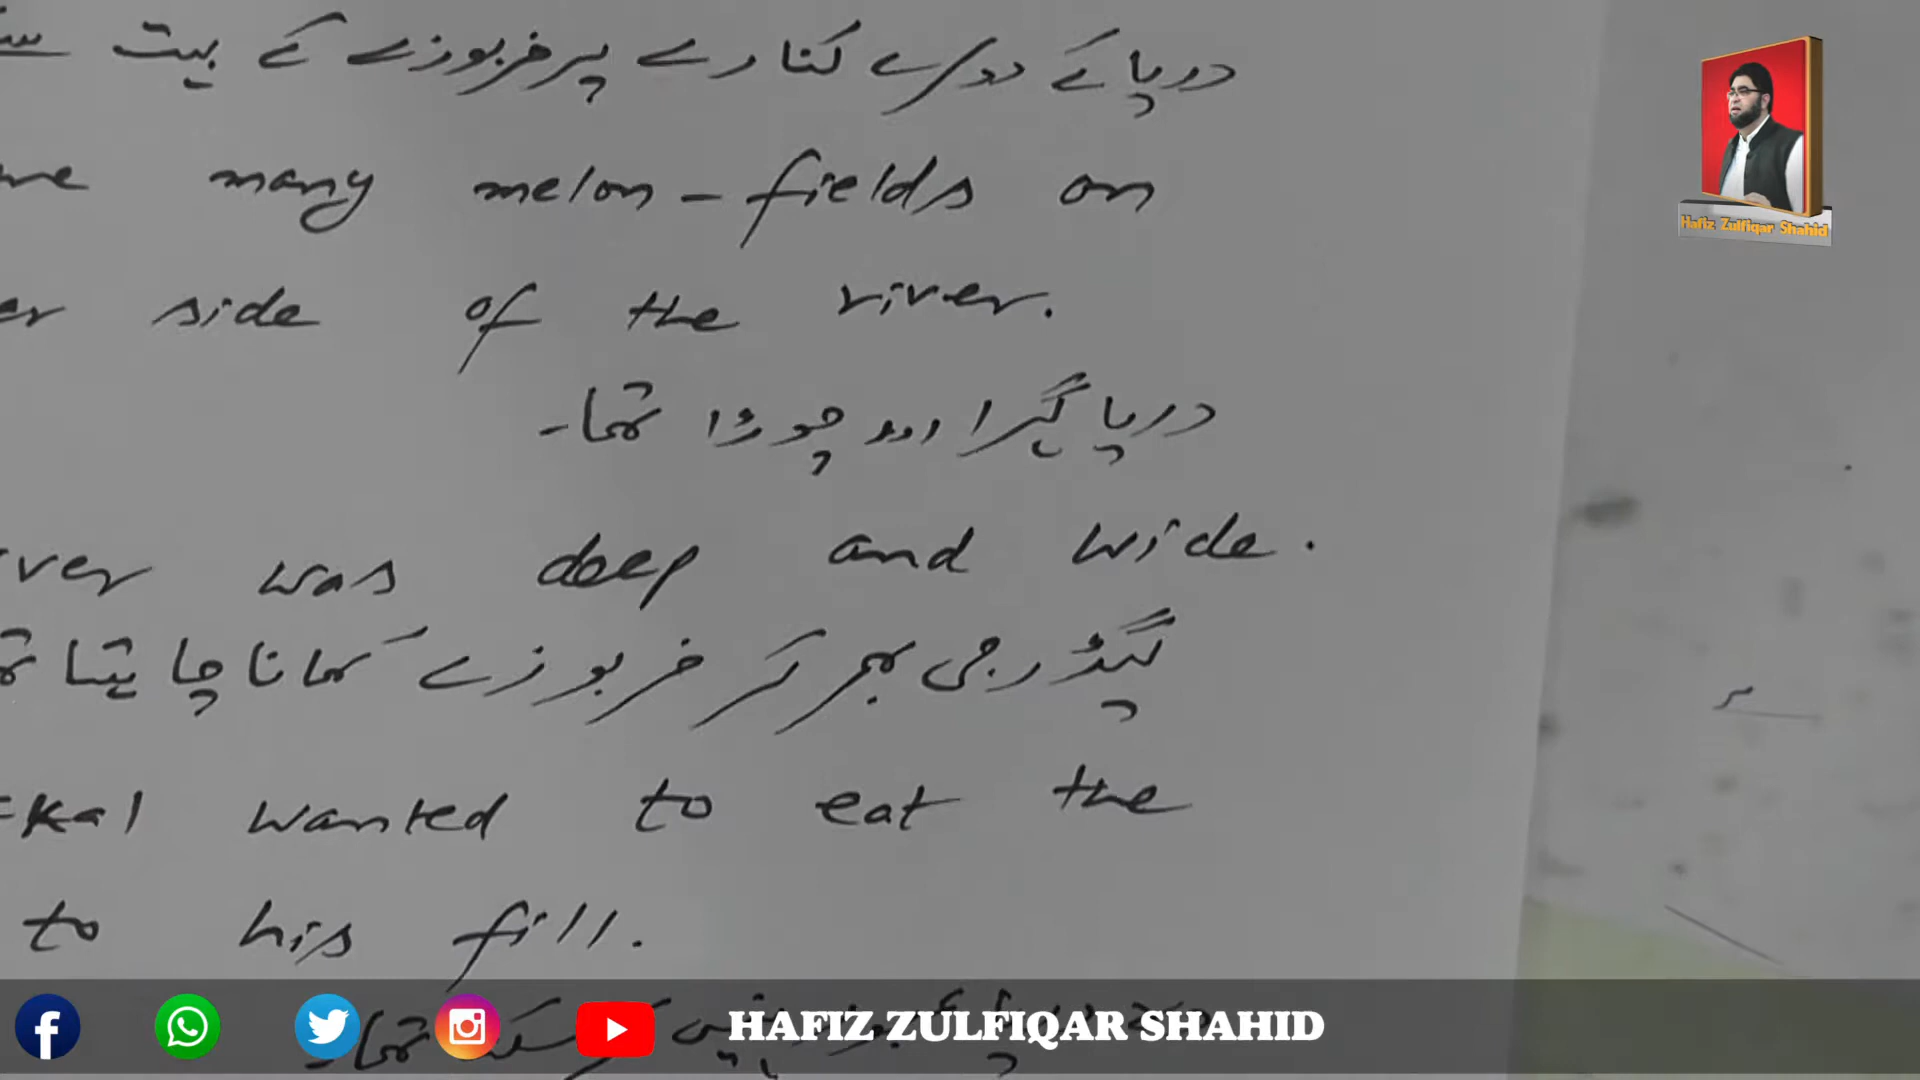 دریا کے دوسرے کنارے پر خربوزے کے بہت
many melon-fields on
side of the river.
دریا گہرا اور چوڑا تھا۔
was deep and wide.
گیدڑ جی بھر کر خربوزے کھانا چاہتا
wanted to eat the
to his fill.
HAFIZ ZULFIQAR SHAHID
Hafiz Zulfiqar Shahid